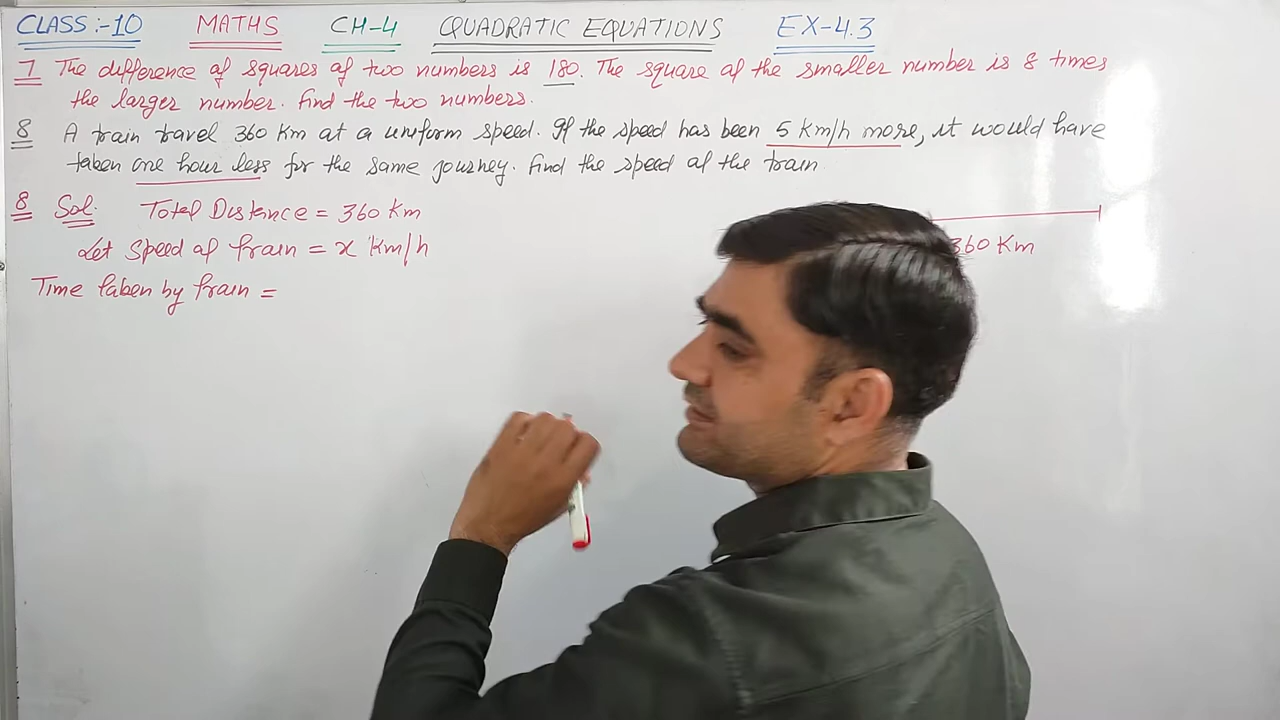 CLASS:-10 MATHS CH-4 QUADRATIC EQUATIONS EX-4.3
7 The difference of squares of two numbers is 180. The square of the smaller number is 8 times
the larger number. Find the two numbers.
8 A train travel 360 Km at a uniform speed. If the speed has been 5 km/h more, it would have
taken one hour less for the same journey. Find the speed of the train
8 Sol: Total Distance = 360 Km
Let Speed of train = x Km/h
360 Km
Time taken by train =